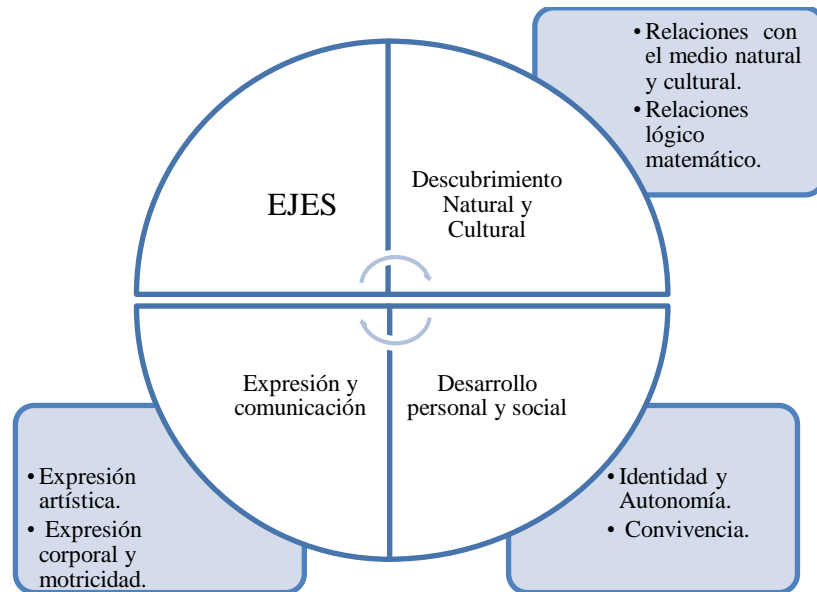 • Relaciones con
el medio natural
y cultural.
• Relaciones
lógico
matemático.
EJES
Descubrimiento
Natural y
Cultural
Expresión y
comunicación
Desarrollo
personal y social
• Expresión
artística.
• Expresión
corporal y
motricidad.
• Identidad y
Autonomía.
• Convivencia.